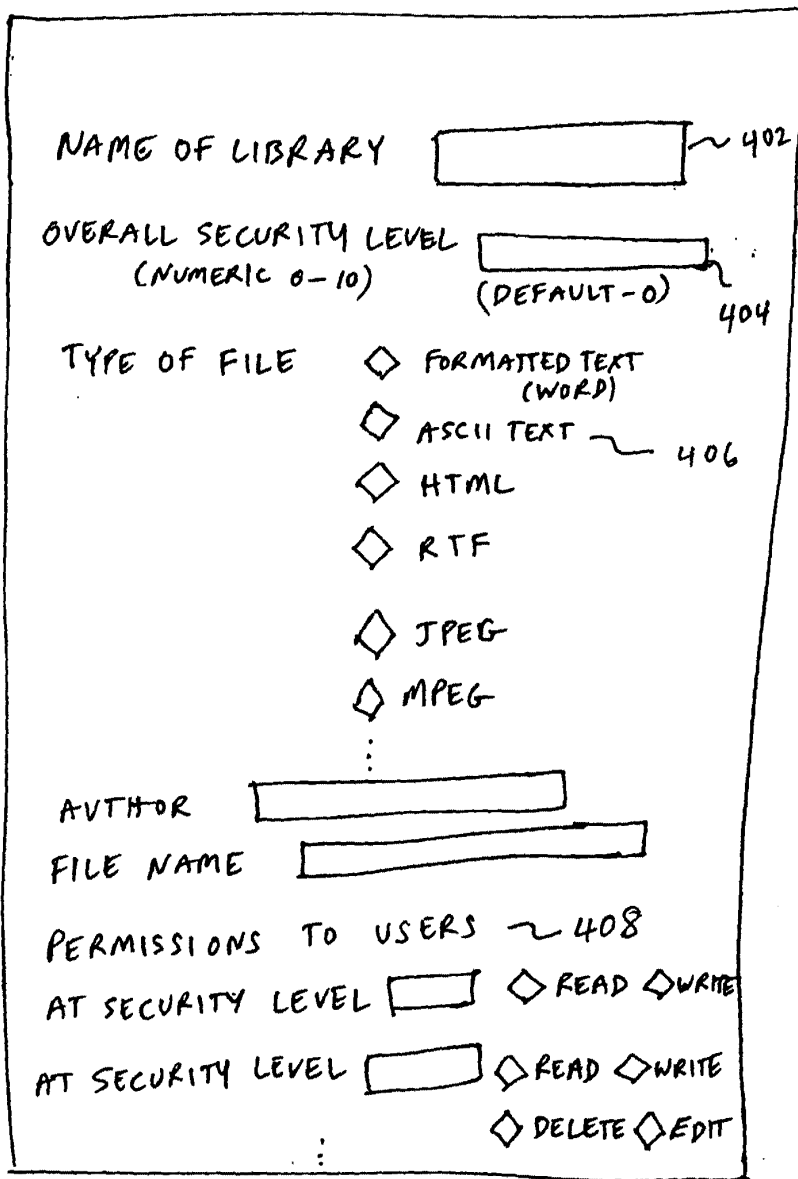 NAME OF LIBRARY 402
OVERALL SECURITY LEVEL
(NUMERIC 0-10) (DEFAULT-0) 404
TYPE OF FILE FORMATTED TEXT
(WORD)
ASCII TEXT 406
HTML
RTF
JPEG
MPEG
AUTHOR
FILE NAME
PERMISSIONS TO USERS 408
AT SECURITY LEVEL READ WRITE
AT SECURITY LEVEL READ WRITE
DELETE EDIT